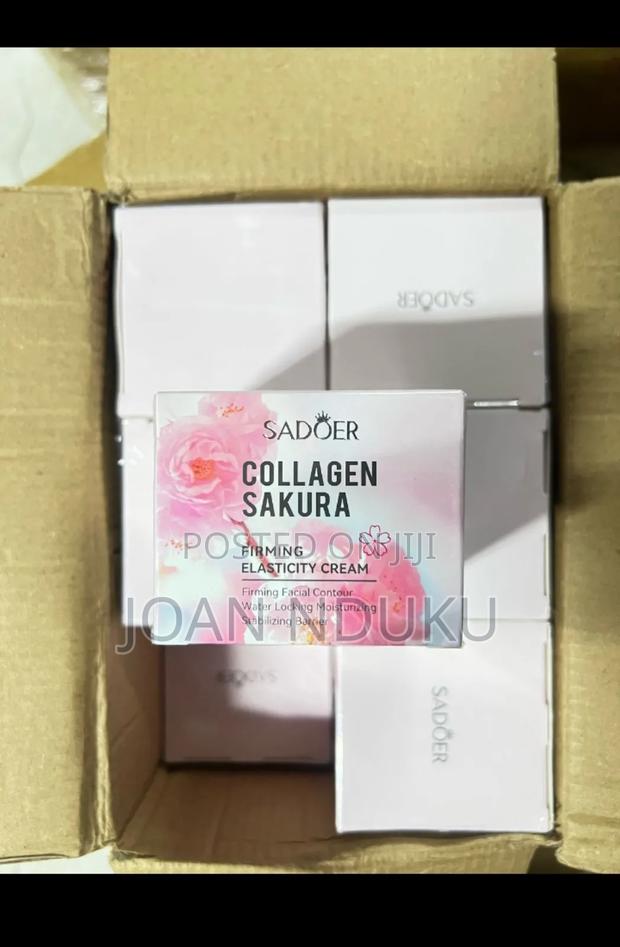 SADOER
SADOER
COLLAGEN
SAKURA
POSTED ON JIJI
FIRMING
ELASTICITY CREAM
Firming Facial Contour
JOAN NDUKU
Water Locking Moisturizing
Stabilizing Barrier
SADOER
SADOER